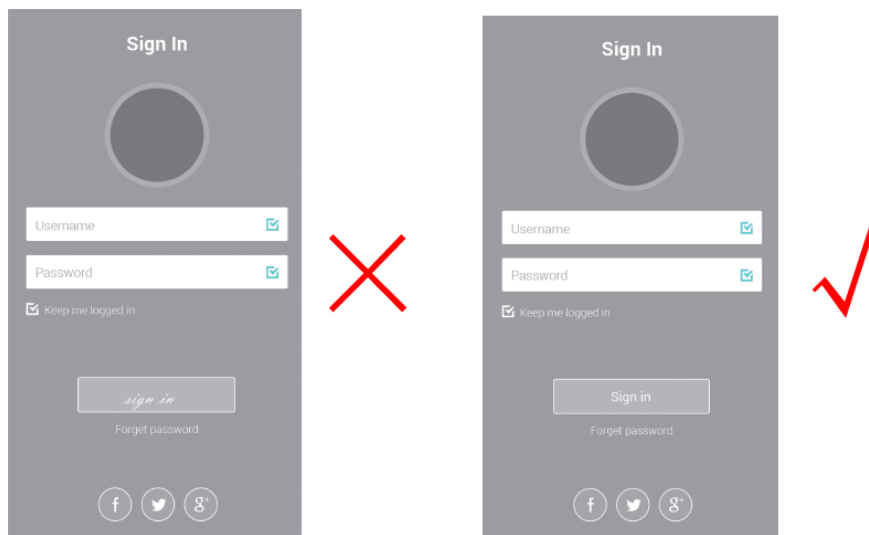 Sign In
Username
Password
Keep me logged in
sign in
Forget password
f g+
Sign In
Username
Password
Keep me logged in
Sign in
Forget password
f g+